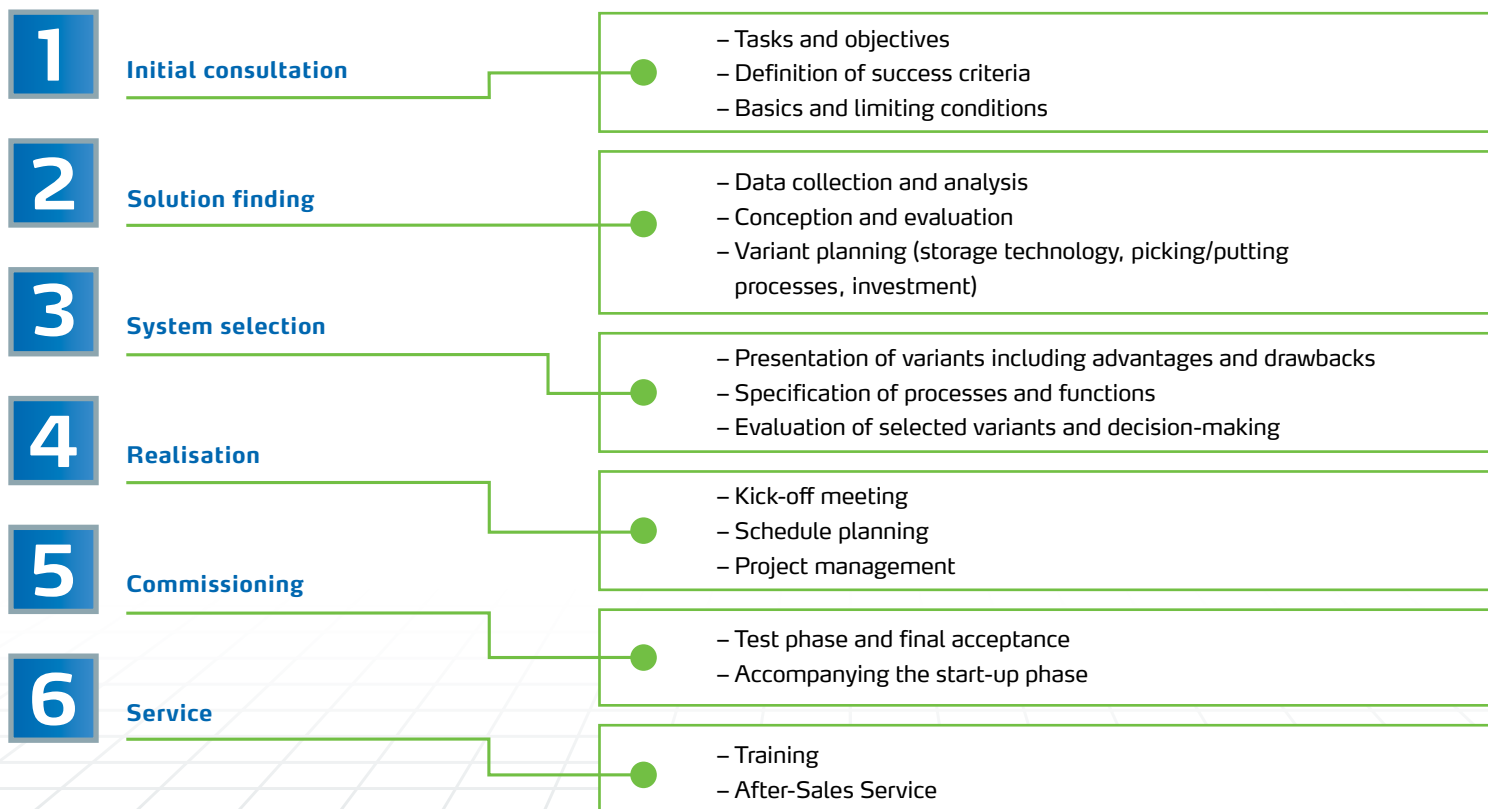 1
Initial consultation
– Tasks and objectives
– Definition of success criteria
– Basics and limiting conditions
2
Solution finding
– Data collection and analysis
– Conception and evaluation
– Variant planning (storage technology, picking/putting
processes, investment)
3
System selection
– Presentation of variants including advantages and drawbacks
– Specification of processes and functions
– Evaluation of selected variants and decision-making
4
Realisation
– Kick-off meeting
– Schedule planning
– Project management
5
Commissioning
– Test phase and final acceptance
– Accompanying the start-up phase
6
Service
– Training
– After-Sales Service